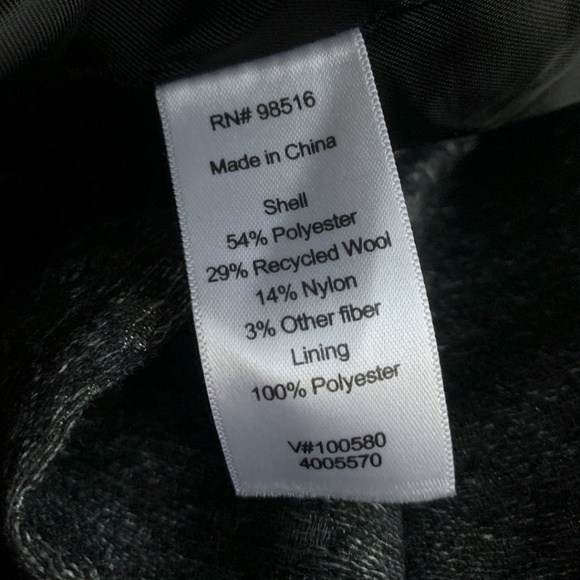 RN# 98516
Made in China
Shell
54% Polyester
29% Recycled Wool
14% Nylon
3% Other fiber
Lining
100% Polyester
V#100580
4005570